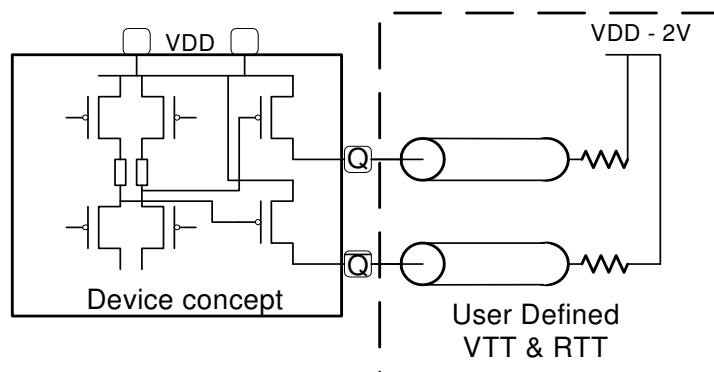 VDD
VDD - 2V
Q
Q̅
Device concept
User Defined
VTT & RTT